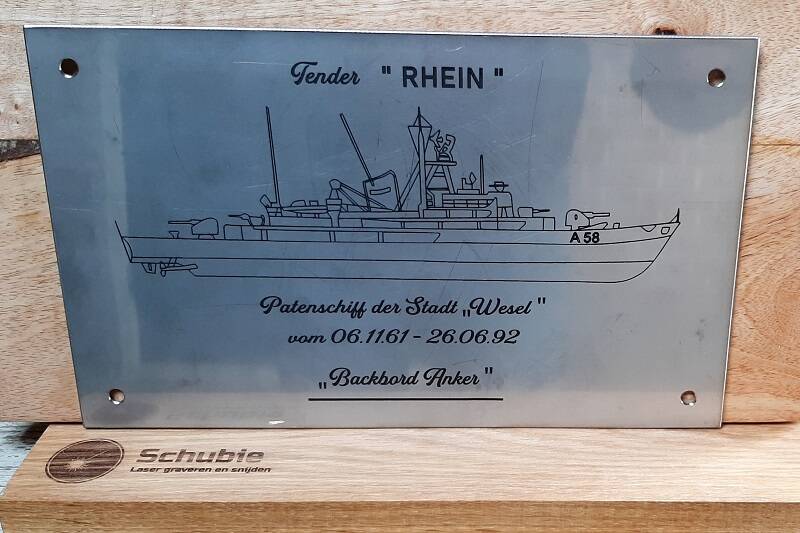 Tender " RHEIN "
A 58
Patenschiff der Stadt „Wesel"
vom 06.11.61 - 26.06.92
„Backbord Anker"
Schubie
Laser graveren en snijden